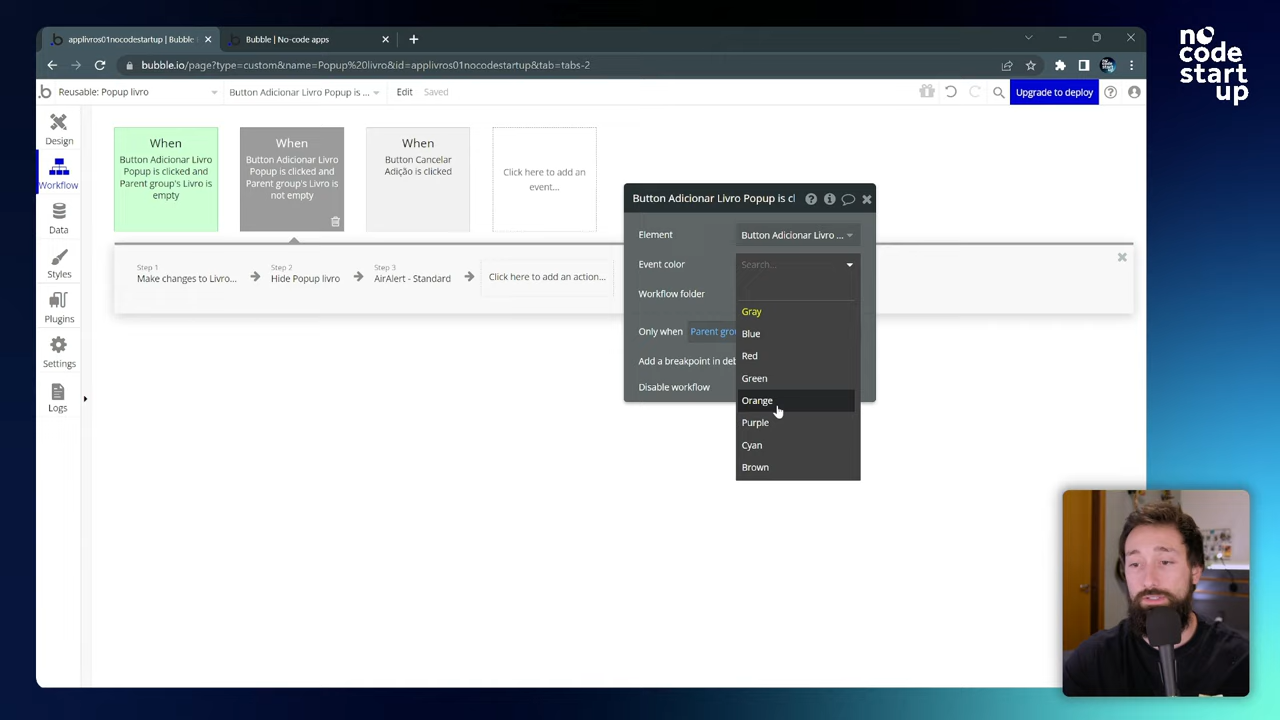 applivros01nocodestartup | Bubble
Bubble | No-code apps
bubble.io/page?type=custom&name=Popup%20livro&id=applivros01nocodestartup&tab=tabs-2
no
code
start
up
Reusable: Popup livro
Button Adicionar Livro Popup is ...
Edit
Saved
Upgrade to deploy
Design
Workflow
Data
Styles
Plugins
Settings
Logs
When
Button Adicionar Livro
Popup is clicked and
Parent group's Livro is
empty
When
Button Adicionar Livro
Popup is clicked and
Parent group's Livro is
not empty
When
Button Cancelar
Adição is clicked
Click here to add an
event...
Step 1
Make changes to Livro...
Step 2
Hide Popup livro
Step 3
AirAlert - Standard
Click here to add an action...
Button Adicionar Livro Popup is cl
Element
Button Adicionar Livro ...
Event color
Search...
Workflow folder
Only when
Parent grou
Add a breakpoint in deb
Disable workflow
Gray
Blue
Red
Green
Orange
Purple
Cyan
Brown